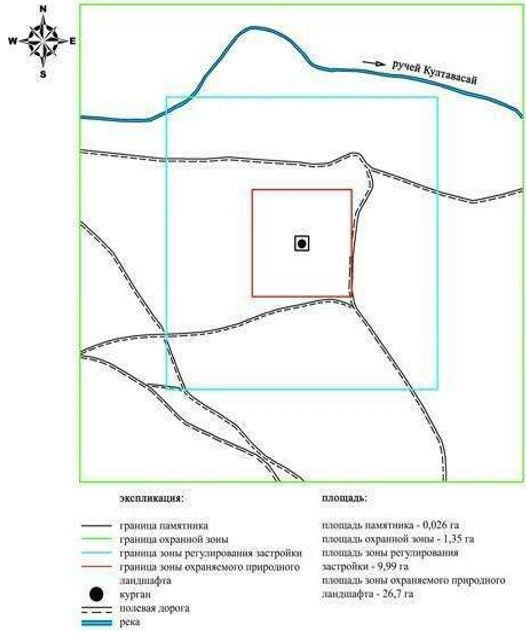 N
W E
S
ручей Култавасай
экспликация:
граница памятника
граница охранной зоны
граница зоны регулирования застройки
граница зоны охраняемого природного
ландшафта
курган
полевая дорога
река
площадь:
площадь памятника - 0,026 га
площадь охранной зоны - 1,35 га
площадь зоны регулирования
застройки - 9,99 га
площадь зоны охраняемого природного
ландшафта - 26,7 га